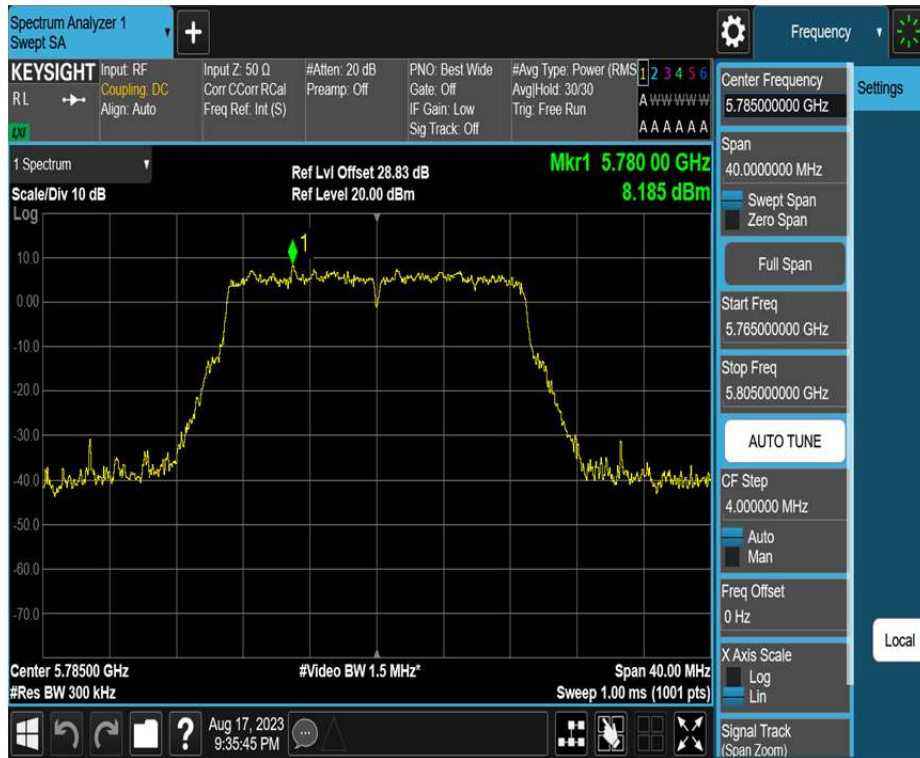 Spectrum Analyzer 1
Swept SA
+
Frequency
KEYSIGHT
RL
LXI
Input: RF
Coupling: DC
Align: Auto
Input Z: 50 Ω
Corr CCorr RCal
Freq Ref: Int (S)
#Atten: 20 dB
Preamp: Off
PNO: Best Wide
Gate: Off
IF Gain: Low
Sig Track: Off
#Avg Type: Power (RMS
Avg|Hold: 30/30
Trig: Free Run
1 2 3 4 5 6
A W W W W W
A A A A A A
1 Spectrum
Scale/Div 10 dB
Log
Ref Lvl Offset 28.83 dB
Ref Level 20.00 dBm
Mkr1 5.780 00 GHz
8.185 dBm
1
10.0
0.00
-10.0
-20.0
-30.0
-40.0
-50.0
-60.0
-70.0
Center 5.78500 GHz
#Res BW 300 kHz
#Video BW 1.5 MHz*
Span 40.00 MHz
Sweep 1.00 ms (1001 pts)
?
Aug 17, 2023
9:35:45 PM
Center Frequency
5.785000000 GHz
Span
40.0000000 MHz
Swept Span
Zero Span
Full Span
Start Freq
5.765000000 GHz
Stop Freq
5.805000000 GHz
AUTO TUNE
CF Step
4.000000 MHz
Auto
Man
Freq Offset
0 Hz
X Axis Scale
Log
Lin
Signal Track
(Span Zoom)
Settings
Local